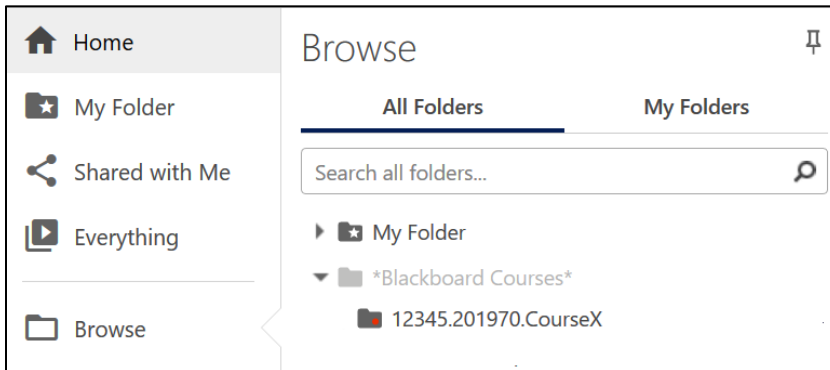 Home
My Folder
Shared with Me
Everything
Browse
Browse
All Folders My Folders
Search all folders...
My Folder
*Blackboard Courses*
12345.201970.CourseX